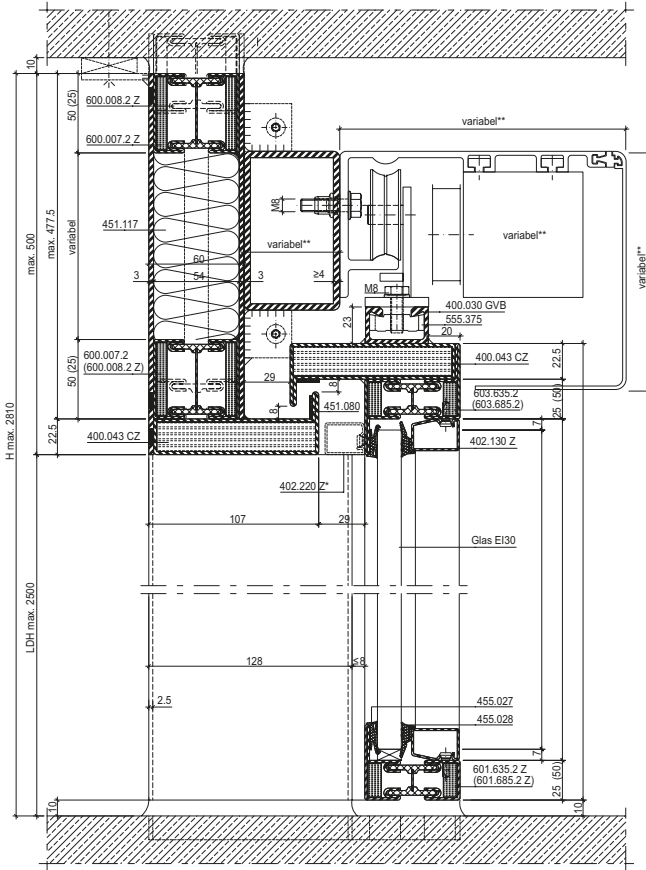 10
50 (25)
600.008.2 Z
600.007.2 Z
variabel**
M8
451.117
variabel**
variabel**
variabel**
60
3
54
3
≥4
M8
400.030 GVB
555.375
23
20
max. 500
max. 477.5
variabel
600.007.2
(600.008.2 Z)
50 (25)
29
400.043 CZ
22.5
603.635.2
(603.685.2)
25 (50)
8
8
451.080
7
402.130 Z
22.5
400.043 CZ
402.220 Z*
107
29
Glas EI30
H max. 2810
LDH max. 2500
128
≤8
2.5
455.027
455.028
7
601.635.2 Z
(601.685.2 Z)
25 (50)
10
10